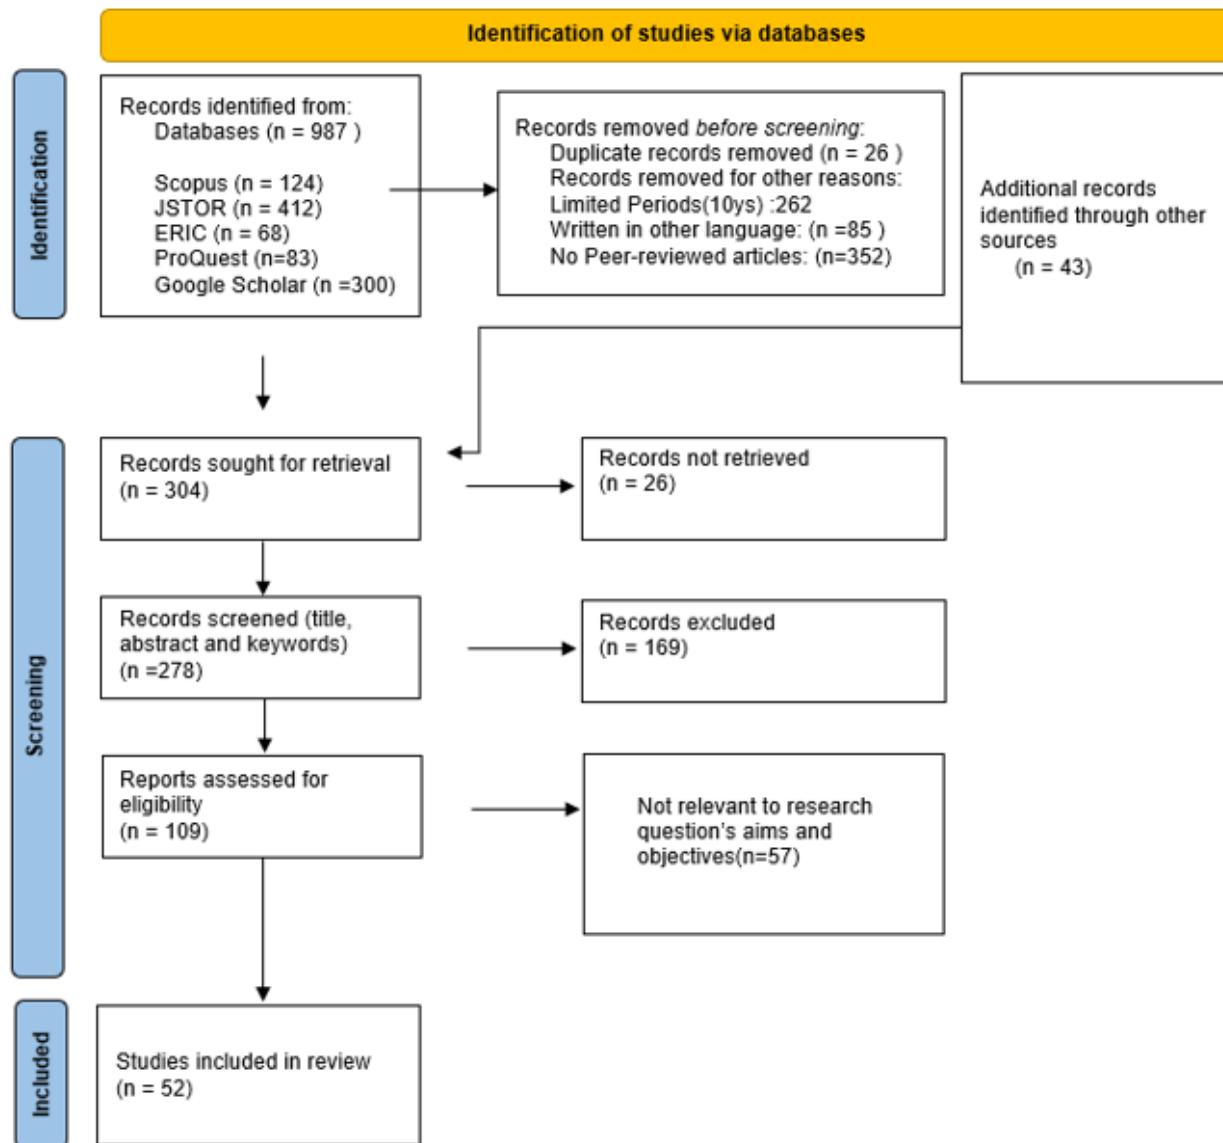 Identification of studies via databases
Identification
Records identified from:
Databases (n = 987 )
Scopus (n = 124)
JSTOR (n = 412)
ERIC (n = 68)
ProQuest (n=83)
Google Scholar (n =300)
Records removed before screening:
Duplicate records removed (n = 26 )
Records removed for other reasons:
Limited Periods(10ys) :262
Written in other language: (n =85 )
No Peer-reviewed articles: (n=352)
Additional records
identified through other
sources
(n = 43)
Screening
Records sought for retrieval
(n = 304)
Records not retrieved
(n = 26)
Records screened (title,
abstract and keywords)
(n =278)
Records excluded
(n = 169)
Reports assessed for
eligibility
(n = 109)
Not relevant to research
question’s aims and
objectives(n=57)
Included
Studies included in review
(n = 52)